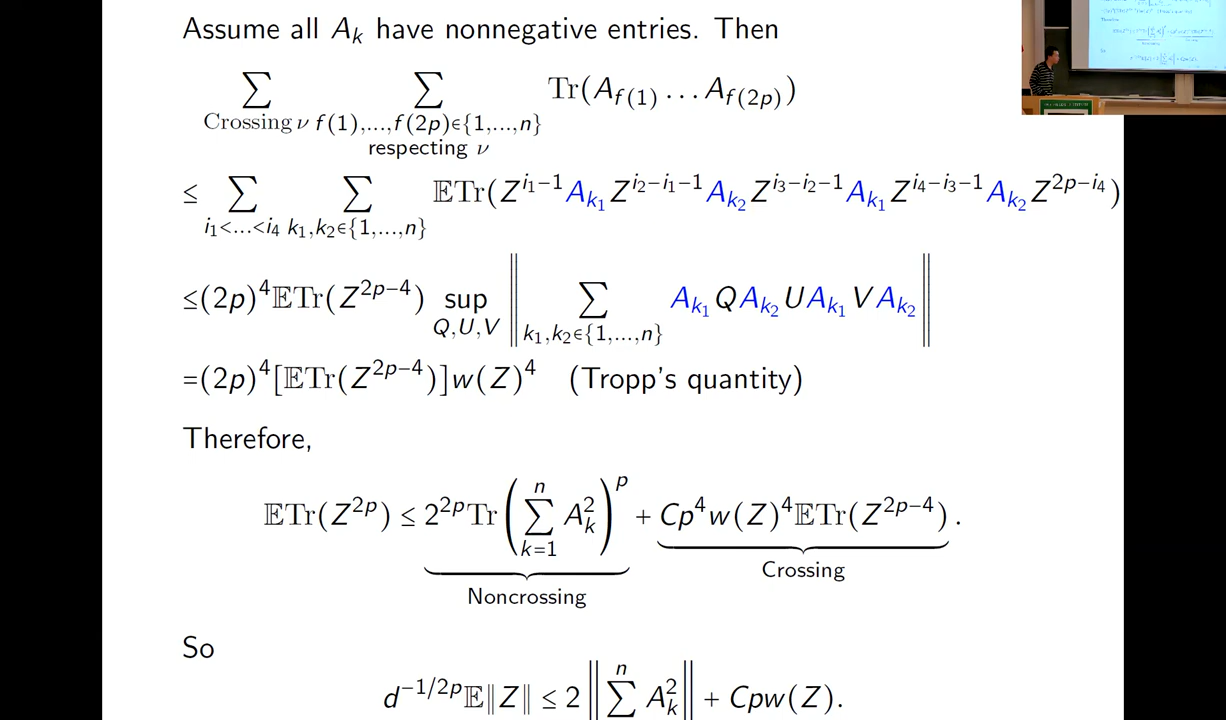 Assume all A_k have nonnegative entries. Then
∑_{Crossing ν} ∑_{f(1),...,f(2p)∈{1,...,n} respecting ν} Tr(A_{f(1)} ... A_{f(2p)})
≤ ∑_{i_1<...<i_4} ∑_{k_1,k_2∈{1,...,n}} 𝔼Tr(Z^{i_1−1} A_{k_1} Z^{i_2−i_1−1} A_{k_2} Z^{i_3−i_2−1} A_{k_1} Z^{i_4−i_3−1} A_{k_2} Z^{2p−i_4})
≤(2p)^4 𝔼Tr(Z^{2p−4}) sup_{Q,U,V} ‖ ∑_{k_1,k_2∈{1,...,n}} A_{k_1} Q A_{k_2} U A_{k_1} V A_{k_2} ‖
=(2p)^4[𝔼Tr(Z^{2p−4})]w(Z)^4 (Tropp's quantity)
Therefore,
𝔼Tr(Z^{2p}) ≤ 2^{2p}Tr(∑_{k=1}^{n} A_k^2)^p + Cp^4 w(Z)^4 𝔼Tr(Z^{2p−4}).
Noncrossing Crossing
So
d^{−1/2p}𝔼‖Z‖ ≤ 2‖∑^{n} A_k^2‖ + Cpw(Z).